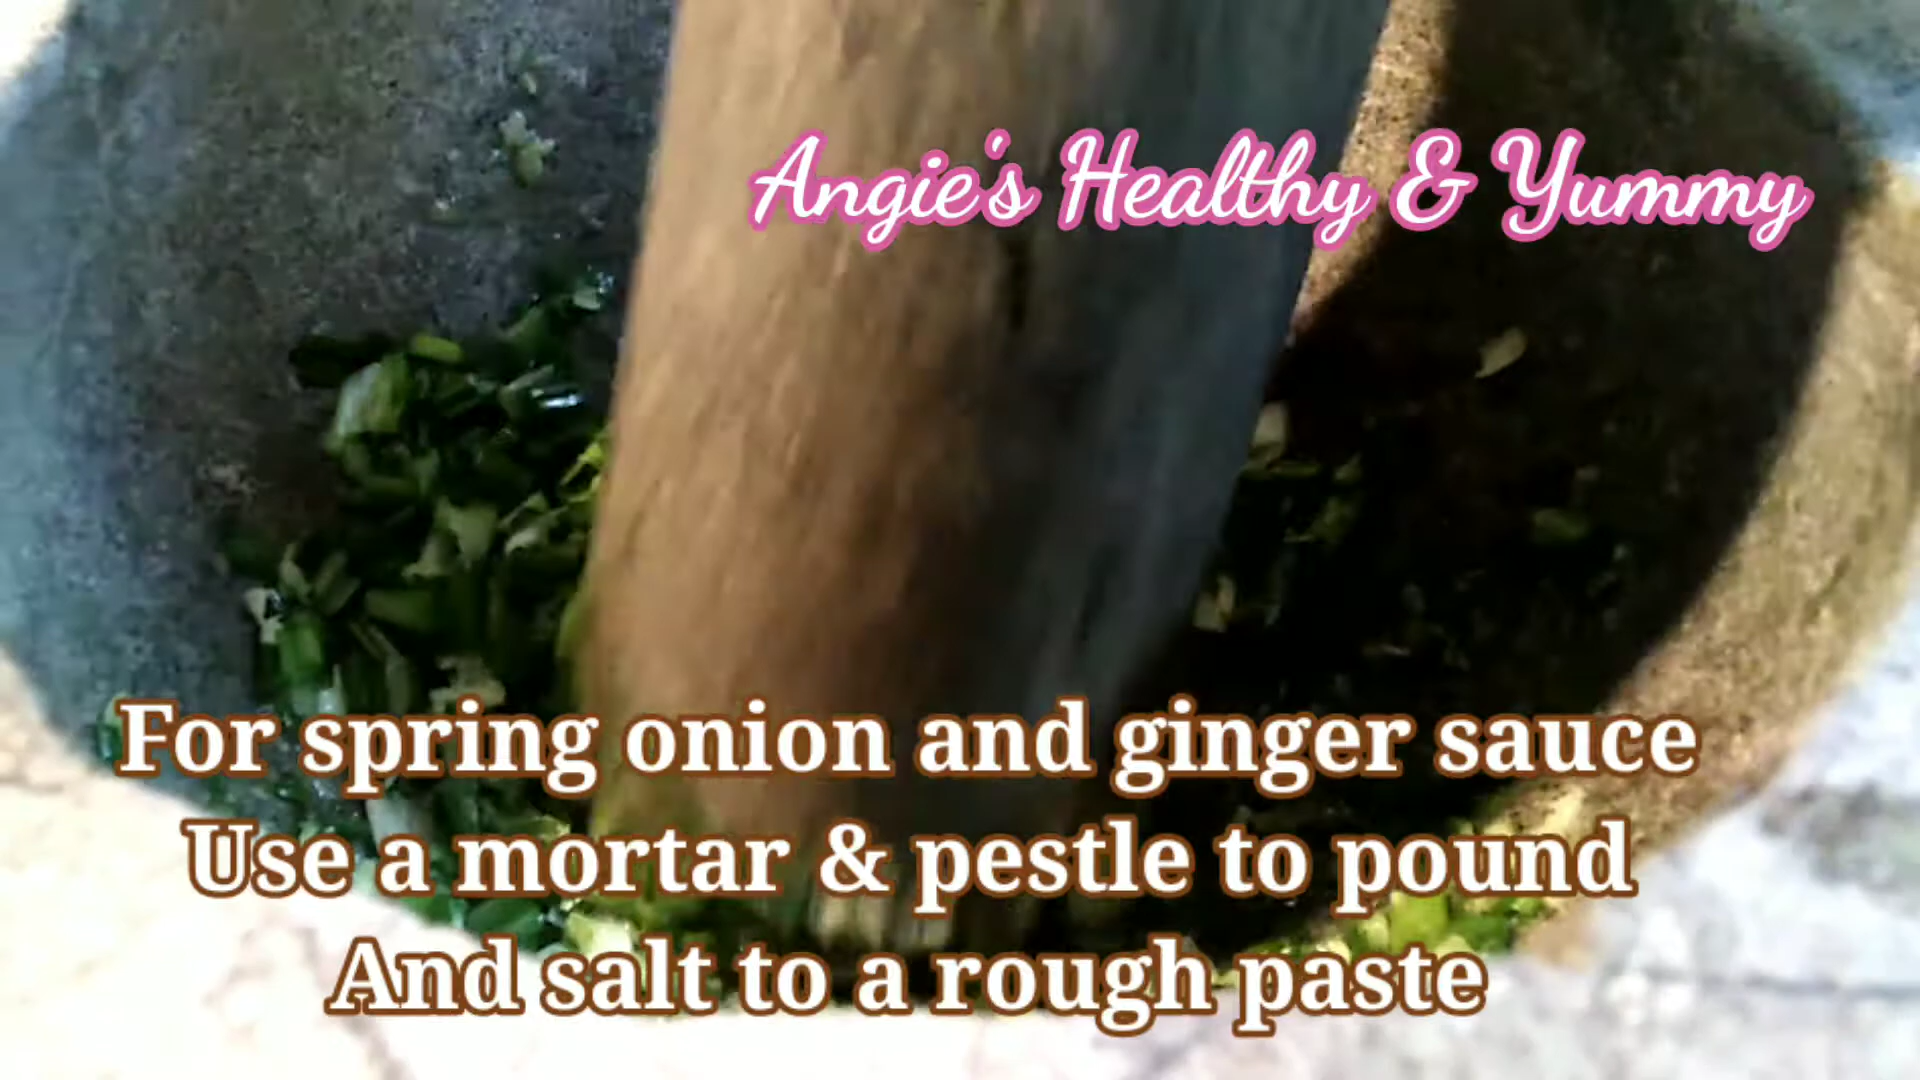 Angie's Healthy & Yummy
For spring onion and ginger sauce
Use a mortar & pestle to pound
And salt to a rough paste